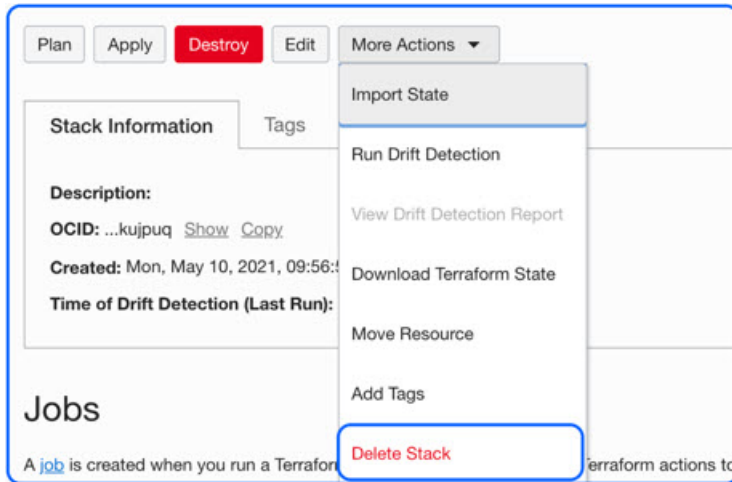 Plan Apply Destroy Edit More Actions
Import State
Stack Information Tags
Run Drift Detection
Description:
View Drift Detection Report
OCID: ...kujpuq Show Copy
Created: Mon, May 10, 2021, 09:56:
Download Terraform State
Time of Drift Detection (Last Run):
Move Resource
Add Tags
Jobs
Delete Stack
A job is created when you run a Terraform actions to